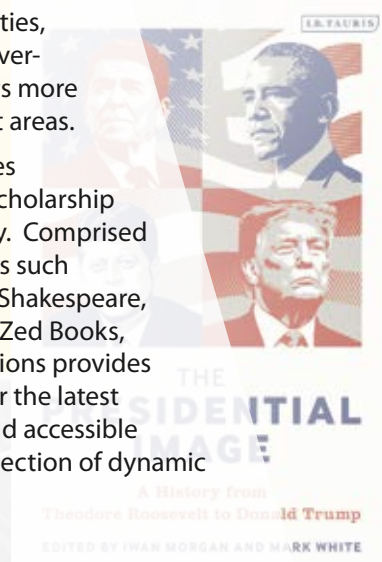 ties,
ver-
s more
t areas.
es
cholarship
y. Comprised
s such
Shakespeare,
Zed Books,
ions provides
r the latest
d accessible
ection of dynamic
I.B.TAURIS
THE
PRESIDENTIAL
IMAGE
A History from
Theodore Roosevelt to Donald Trump
EDITED BY IWAN MORGAN AND MARK WHITE